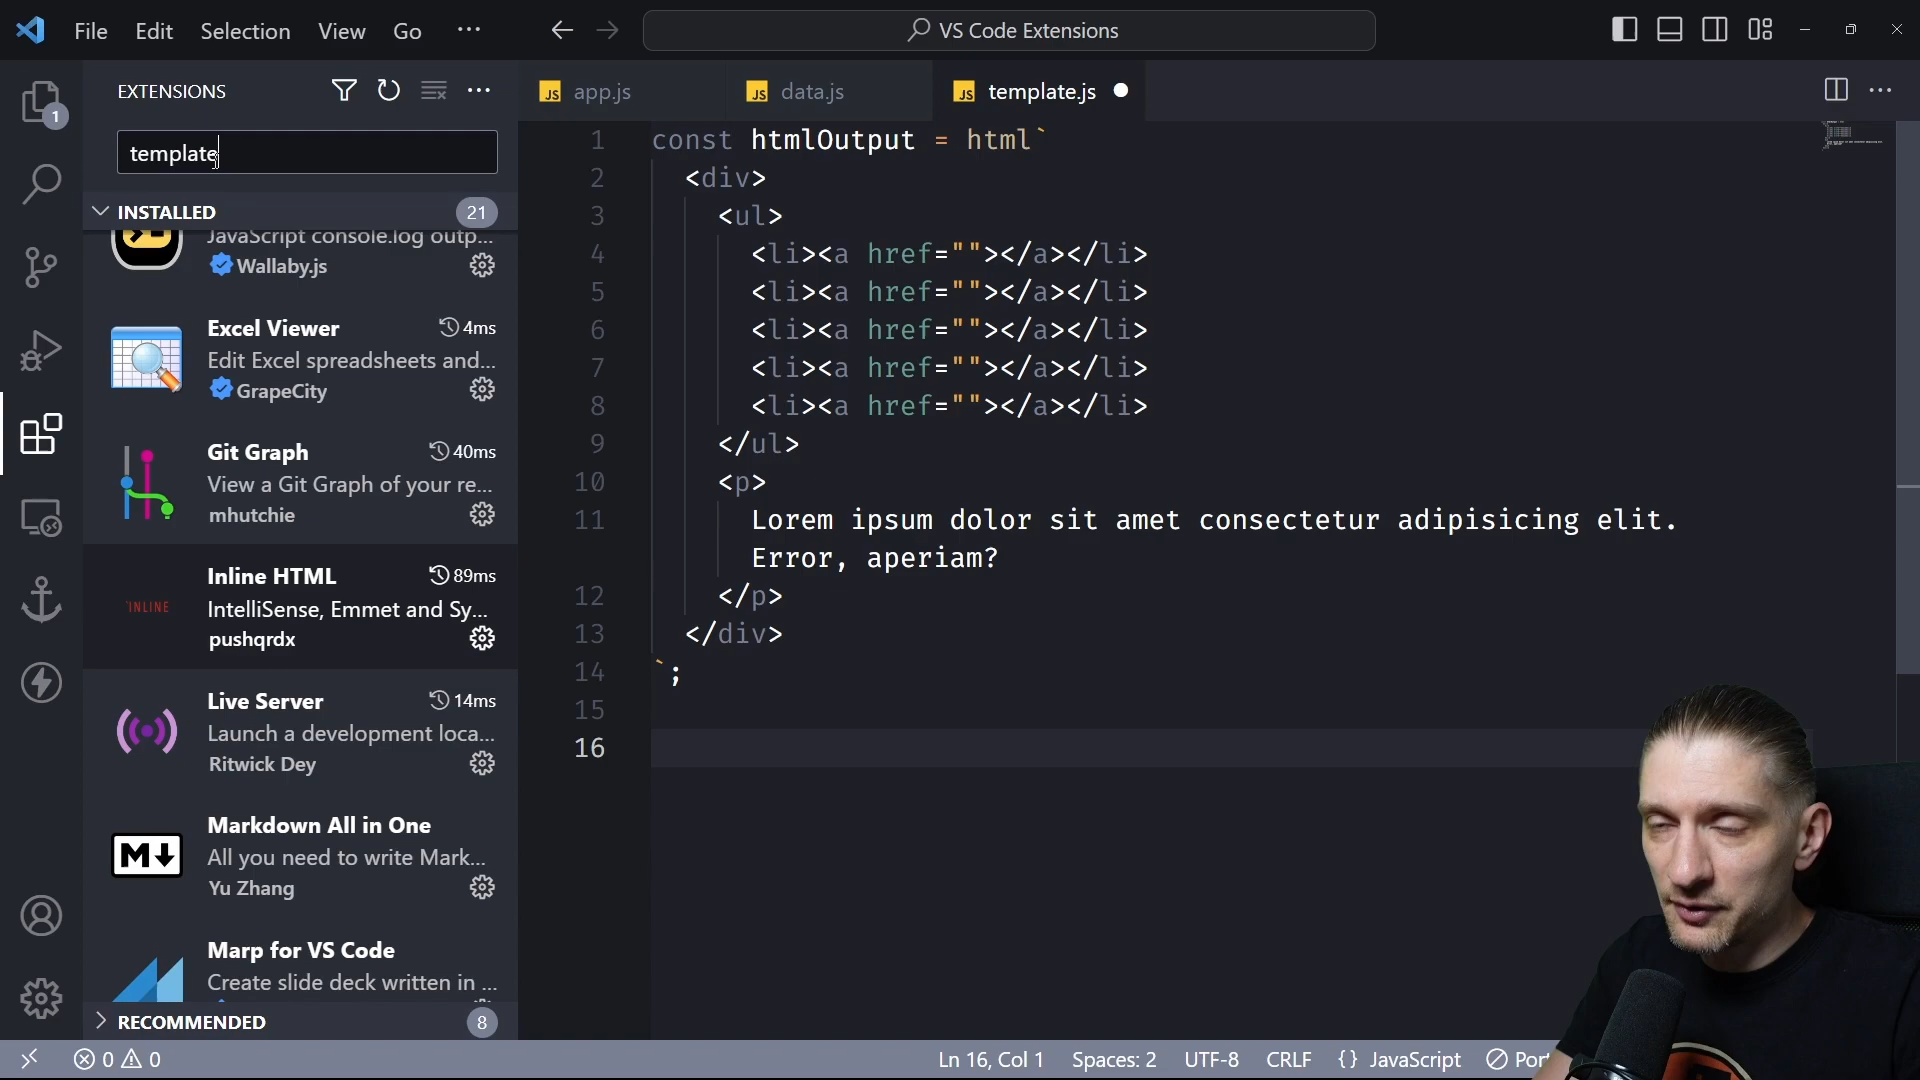 File Edit Selection View Go ···
VS Code Extensions
1
EXTENSIONS
template
INSTALLED 21
JavaScript console.log outp...
Wallaby.js
Excel Viewer 4ms
Edit Excel spreadsheets and...
GrapeCity
Git Graph 40ms
View a Git Graph of your re...
mhutchie
INLINE
Inline HTML 89ms
IntelliSense, Emmet and Sy...
pushqrdx
Live Server 14ms
Launch a development loca...
Ritwick Dey
M
Markdown All in One
All you need to write Mark...
Yu Zhang
Marp for VS Code
Create slide deck written in ...
RECOMMENDED 8
JS app.js JS data.js JS template.js
1 const htmlOutput = html`
2 <div>
3 <ul>
4 <li><a href=""></a></li>
5 <li><a href=""></a></li>
6 <li><a href=""></a></li>
7 <li><a href=""></a></li>
8 <li><a href=""></a></li>
9 </ul>
10 <p>
11 Lorem ipsum dolor sit amet consectetur adipisicing elit.
Error, aperiam?
12 </p>
13 </div>
14 `;
15
16
0 0 Ln 16, Col 1 Spaces: 2 UTF-8 CRLF {} JavaScript Port